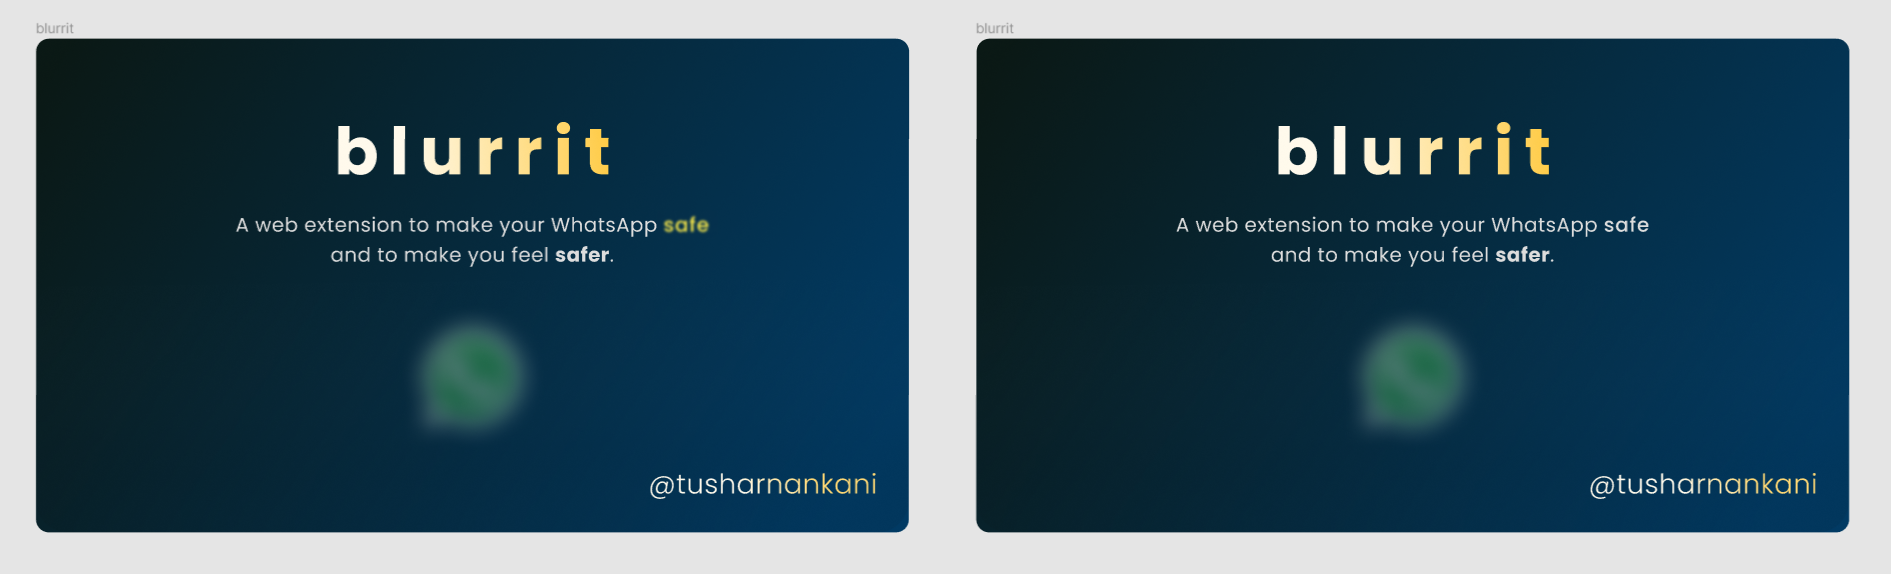 blurrit
blurrit
A web extension to make your WhatsApp safe
and to make you feel safer.
@tusharnankani
blurrit
blurrit
A web extension to make your WhatsApp safe
and to make you feel safer.
@tusharnankani